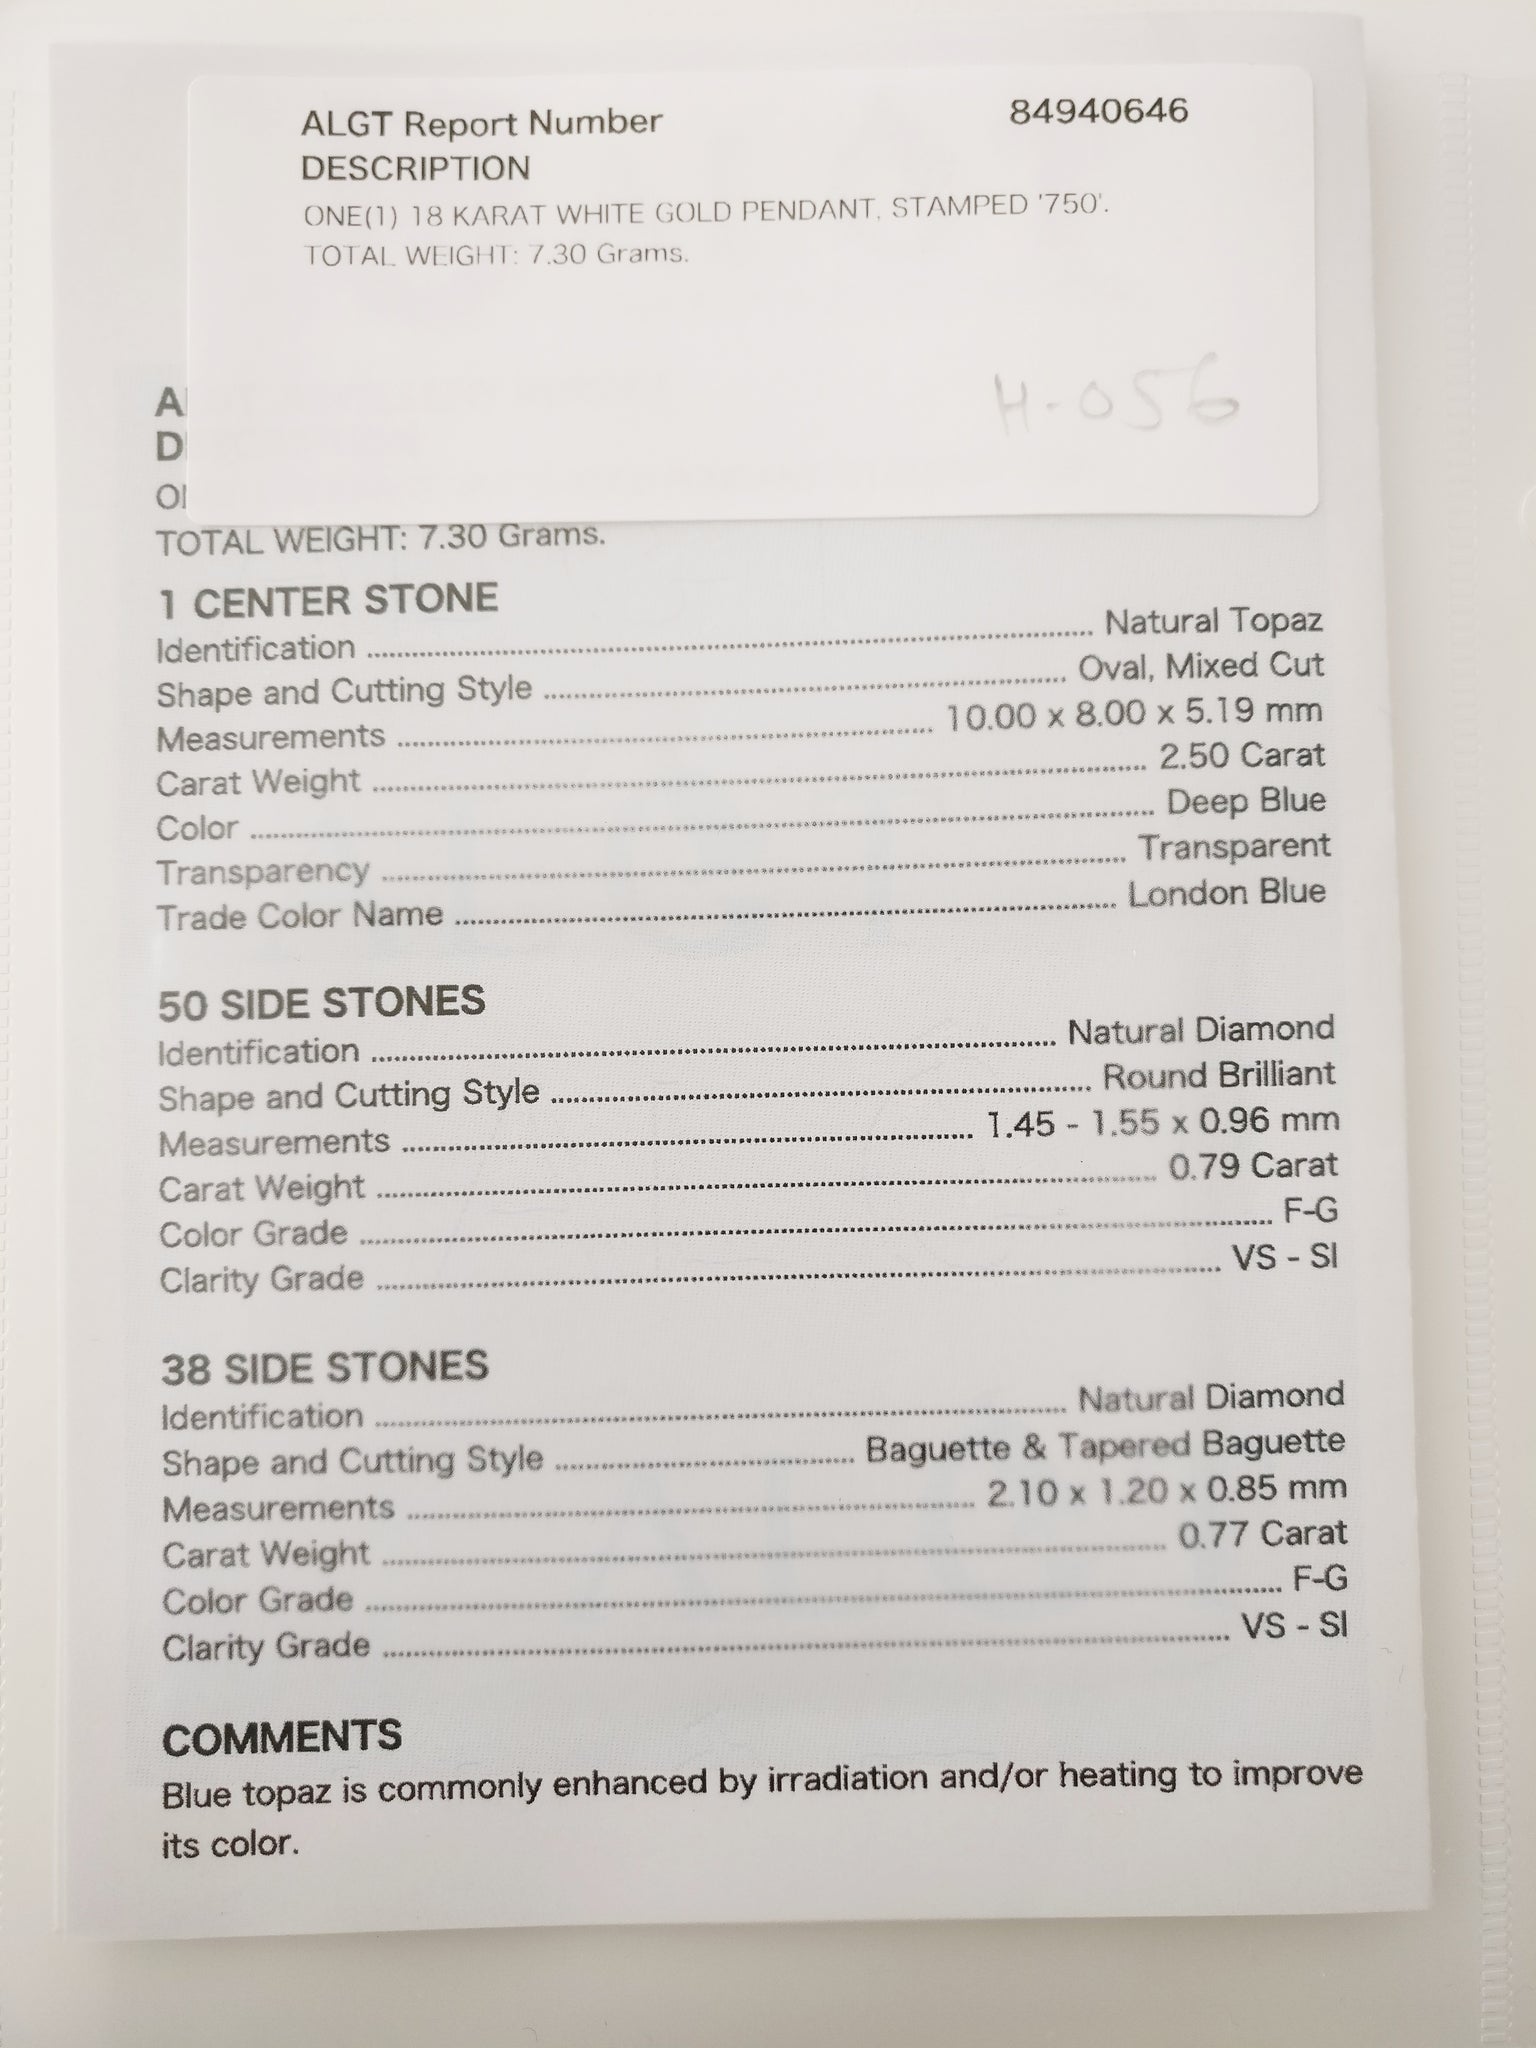 ALGT Report Number 84940646
DESCRIPTION
ONE(1) 18 KARAT WHITE GOLD PENDANT, STAMPED '750'.
TOTAL WEIGHT: 7.30 Grams.
H-056
TOTAL WEIGHT: 7.30 Grams.
1 CENTER STONE
Identification ........ Natural Topaz
Shape and Cutting Style ........ Oval, Mixed Cut
Measurements ........ 10.00 x 8.00 x 5.19 mm
Carat Weight ........ 2.50 Carat
Color ........ Deep Blue
Transparency ........ Transparent
Trade Color Name ........ London Blue
50 SIDE STONES
Identification ........ Natural Diamond
Shape and Cutting Style ........ Round Brilliant
Measurements ........ 1.45 - 1.55 x 0.96 mm
Carat Weight ........ 0.79 Carat
Color Grade ........ F-G
Clarity Grade ........ VS - SI
38 SIDE STONES
Identification ........ Natural Diamond
Shape and Cutting Style ........ Baguette & Tapered Baguette
Measurements ........ 2.10 x 1.20 x 0.85 mm
Carat Weight ........ 0.77 Carat
Color Grade ........ F-G
Clarity Grade ........ VS - SI
COMMENTS
Blue topaz is commonly enhanced by irradiation and/or heating to improve
its color.